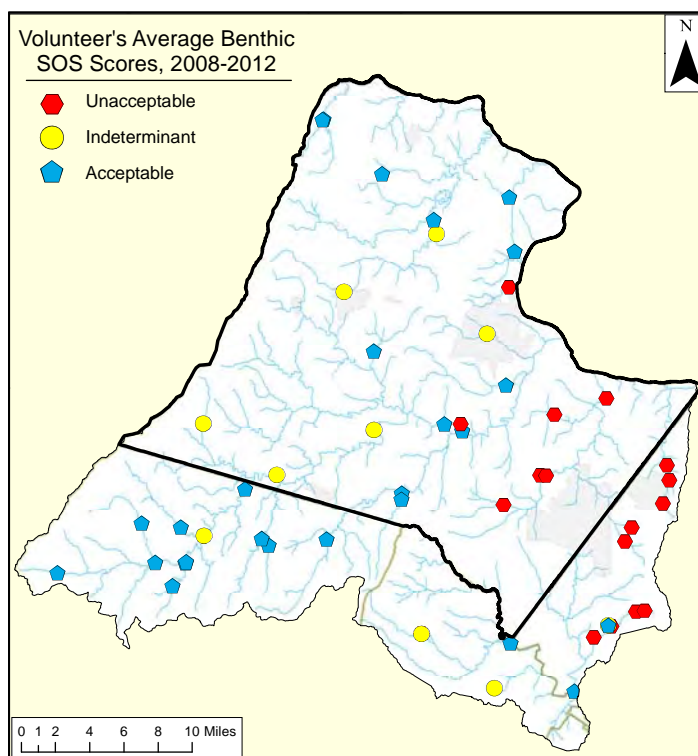 Volunteer's Average Benthic
SOS Scores, 2008-2012
N
Unacceptable
Indeterminant
Acceptable
0 1 2 4 6 8 10 Miles